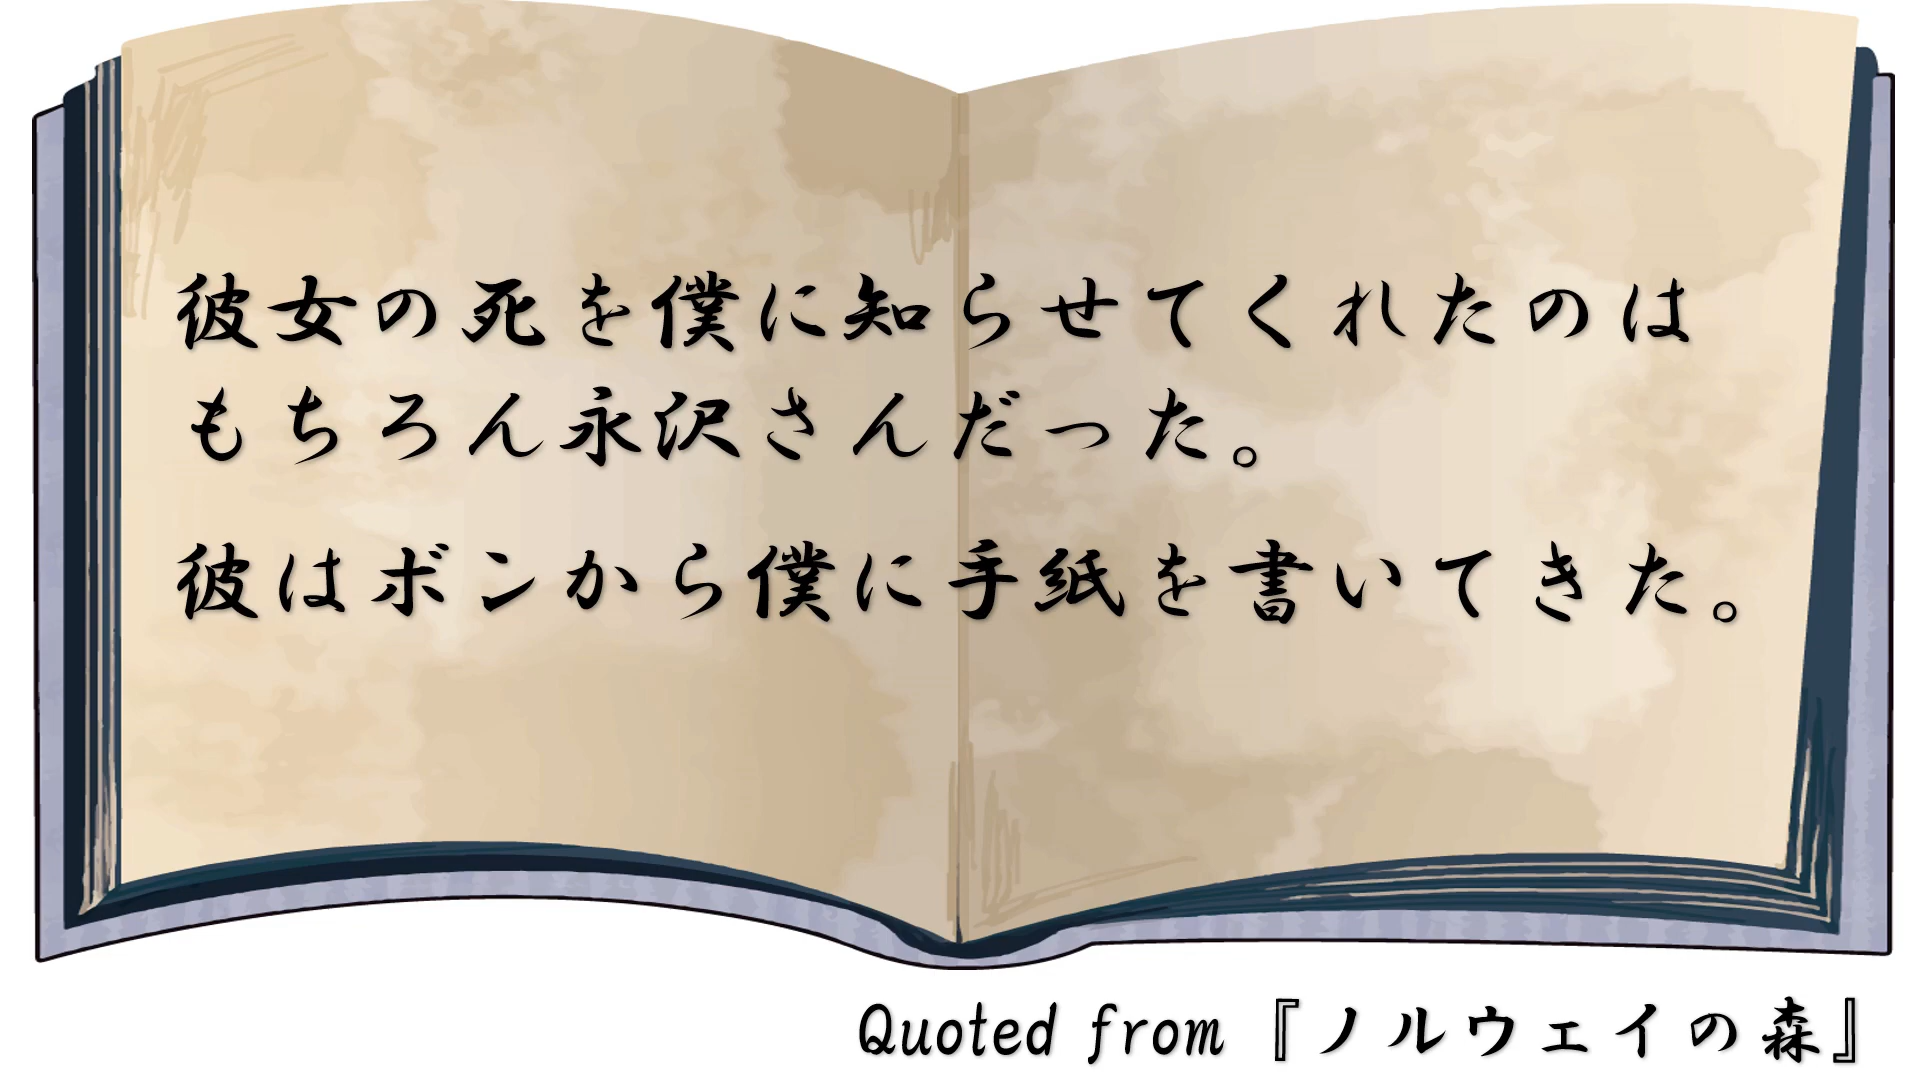 彼女の死を僕に知らせてくれたのは
もちろん永沢さんだった。
彼はボンから僕に手紙を書いてきた。
Quoted from『ノルウェイの森』